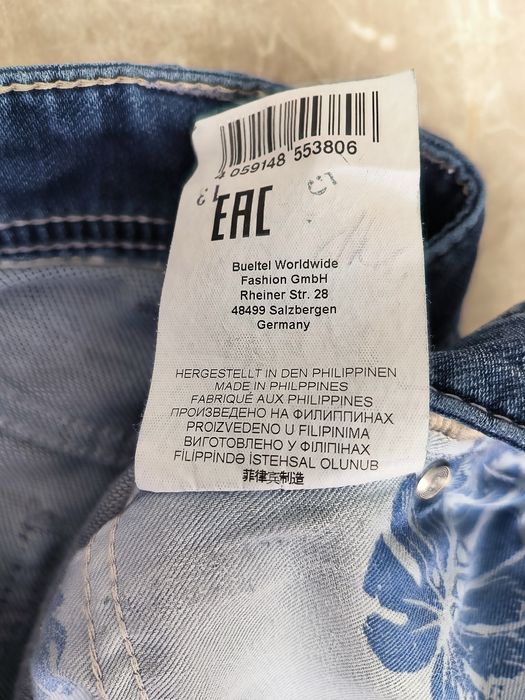 4 059148 553806
EAC
Bueltel Worldwide
Fashion GmbH
Rheiner Str. 28
48499 Salzbergen
Germany
HERGESTELLT IN DEN PHILIPPINEN
MADE IN PHILPPINES
FABRIQUÉ AUX PHILIPPINES
ПРОИЗВЕДЕНО НА ФИЛИППИНАХ
PROIZVEDENO U FILIPINIMA
ВИГОТОВЛЕНО У ФІЛІПІНАХ
FİLİPPİNDƏ İSTEHSAL OLUNUB
菲律宾制造